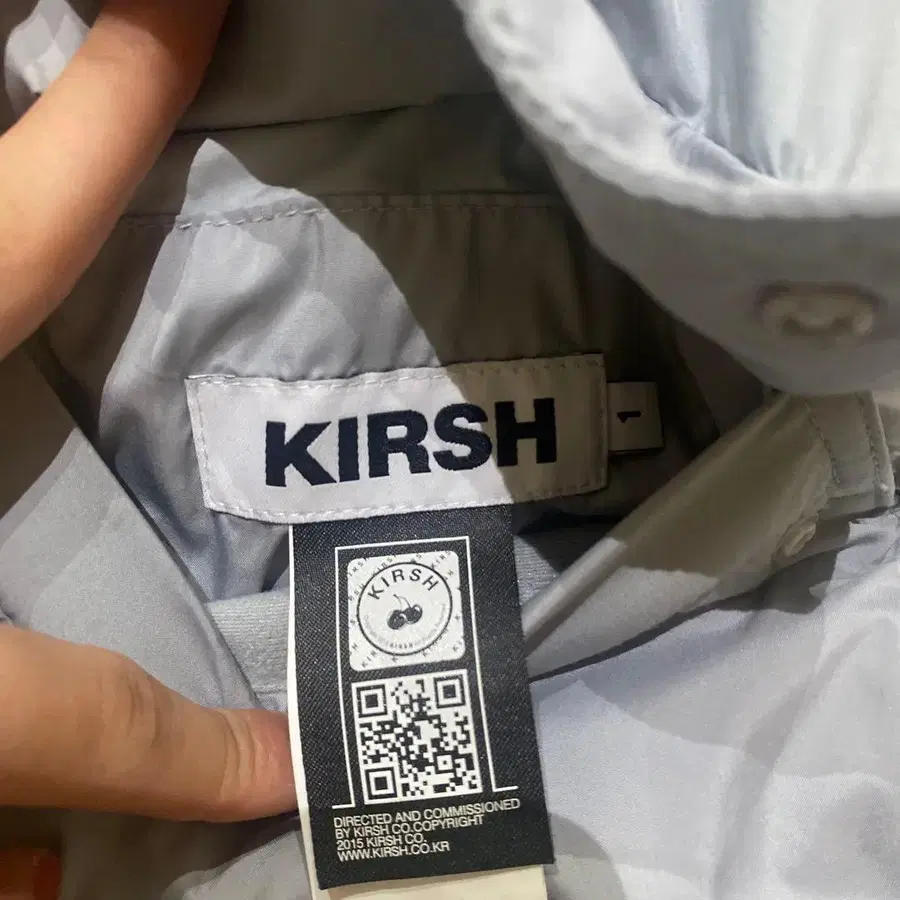 KIRSH
1
KIRSH
DIRECTED AND COMMISSIONED
BY KIRSH CO.COPYRIGHT
2015 KIRSH CO.
WWW.KIRSH.CO.KR